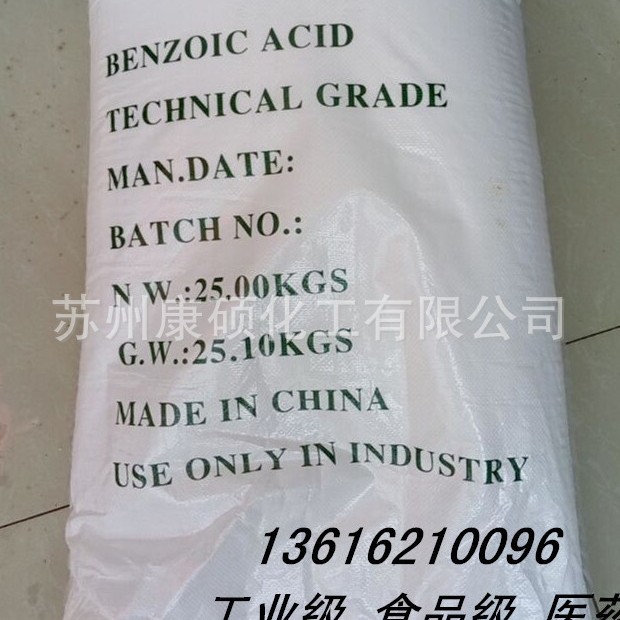 BENZOIC ACID
TECHNICAL GRADE
MAN.DATE:
BATCH NO.:
N W.:25.00KGS
苏州康硕化工有限公司
G.W.:25.10KGS
MADE IN CHINA
USE ONLY IN INDUSTRY
13616210096
工业级 食品级 医药